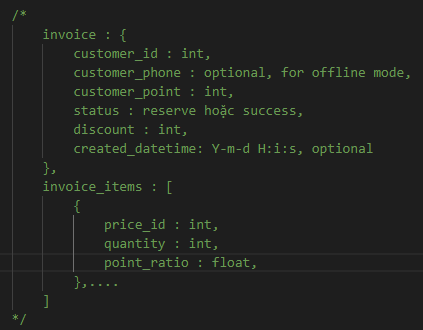 /*
invoice : {
customer_id : int,
customer_phone : optional, for offline mode,
customer_point : int,
status : reserve hoặc success,
discount : int,
created_datetime: Y-m-d H:i:s, optional
},
invoice_items : [
{
price_id : int,
quantity : int,
point_ratio : float,
},....
]
*/